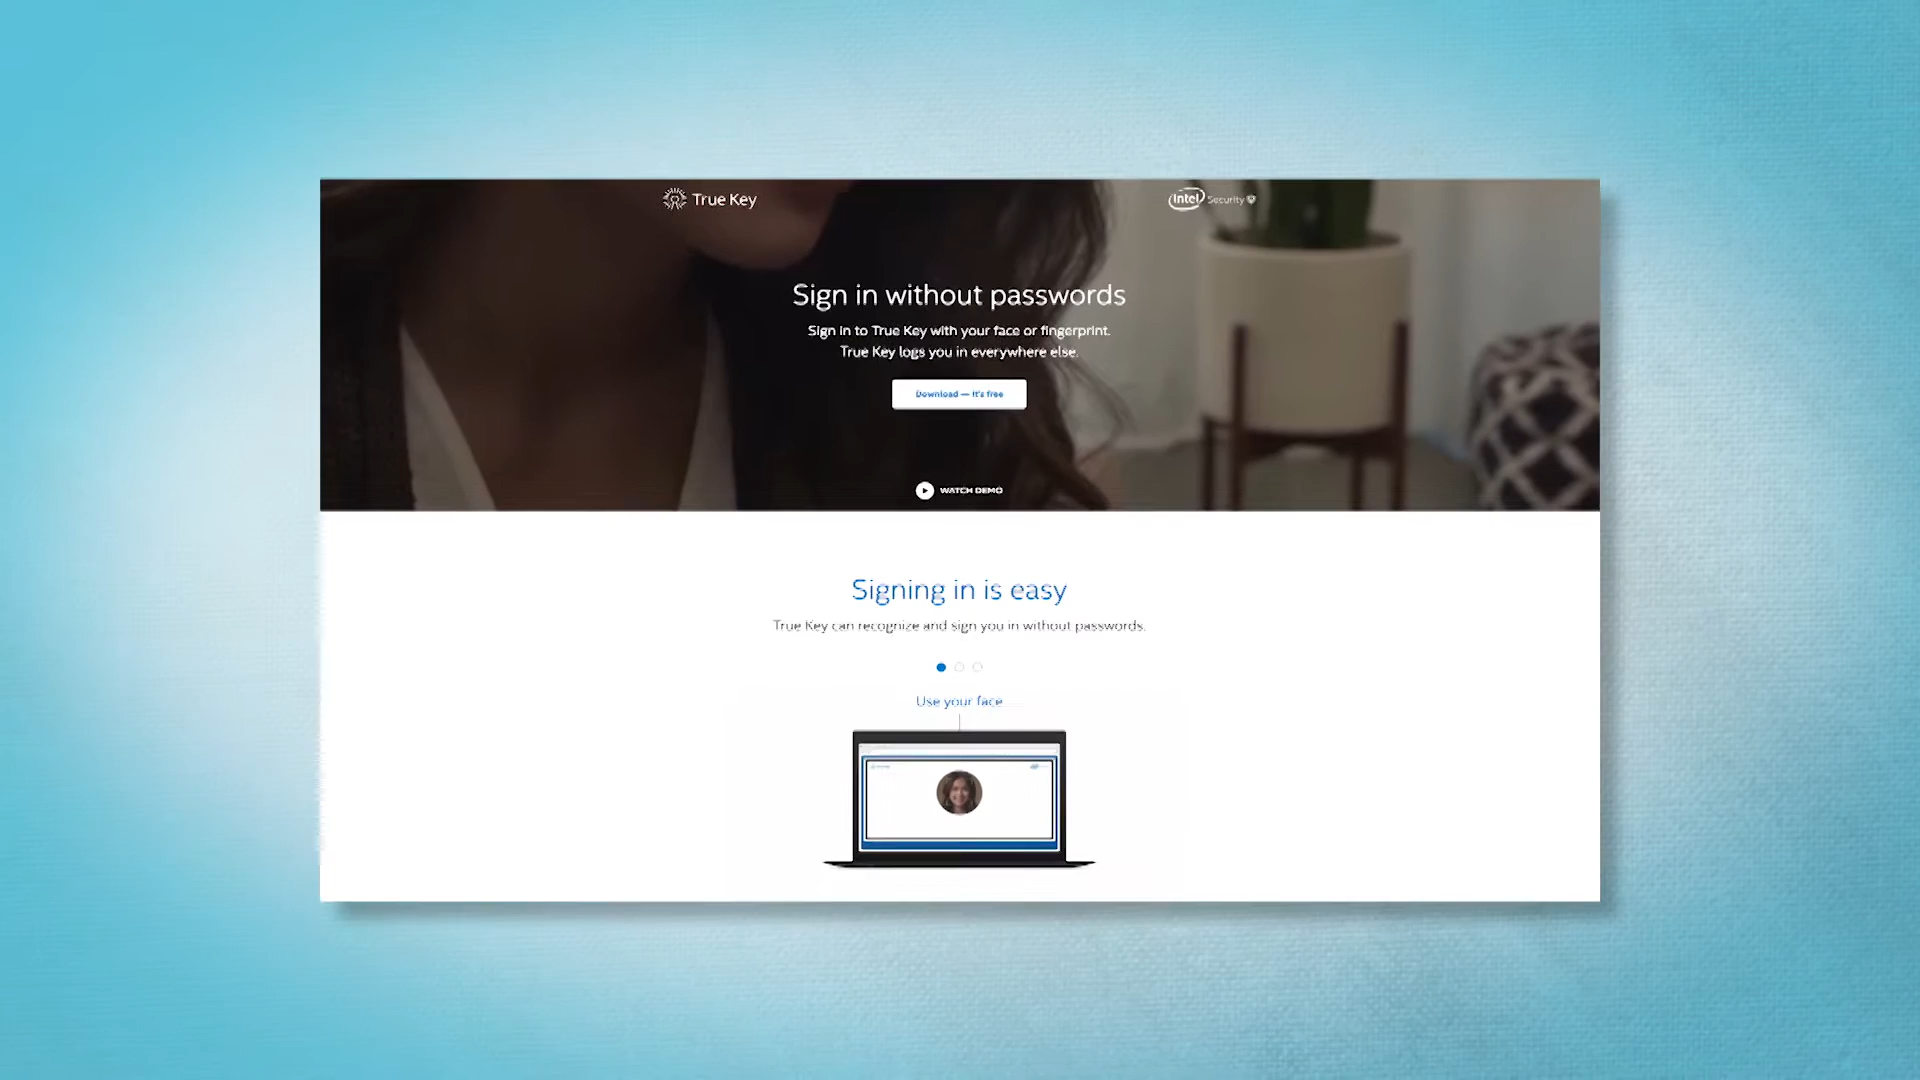 True Key
intel Security
Sign in without passwords
Sign in to True Key with your face or fingerprint.
True Key logs you in everywhere else.
Download — It's free
WATCH DEMO
Signing in is easy
True Key can recognize and sign you in without passwords.
Use your face